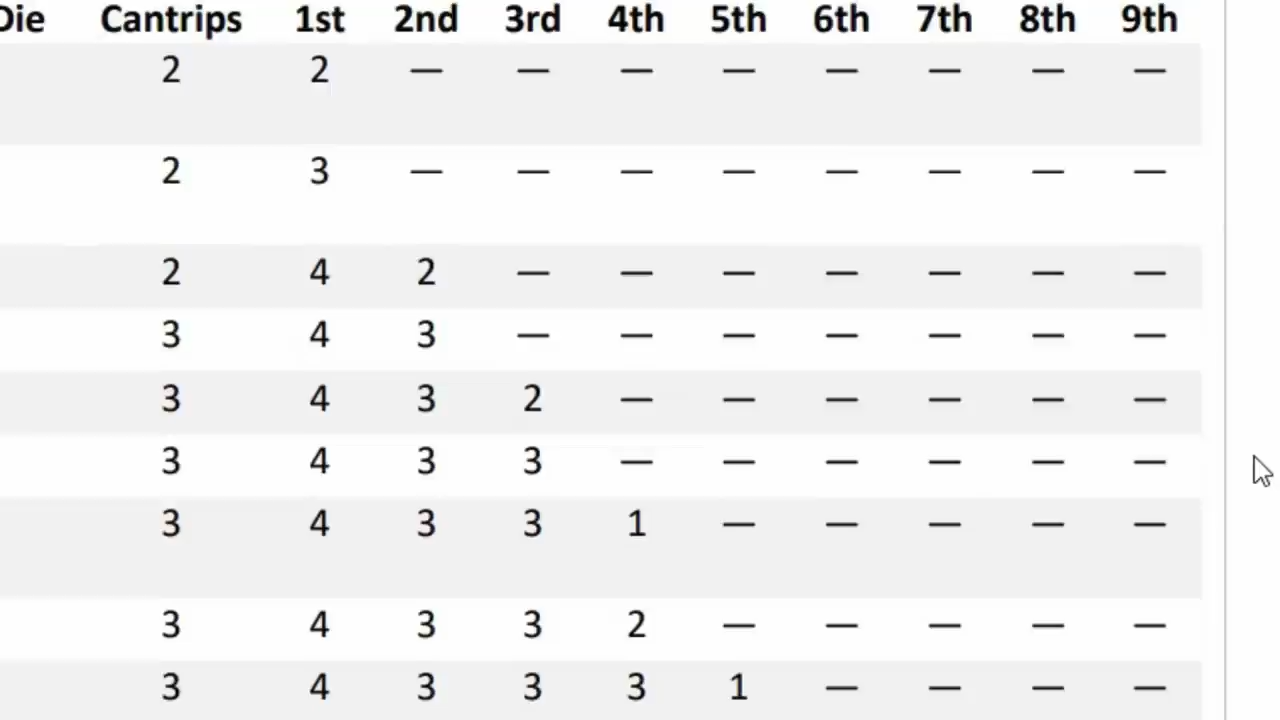 Die Cantrips 1st 2nd 3rd 4th 5th 6th 7th 8th 9th
2 2 — — — — — — — —
2 3 — — — — — — — —
2 4 2 — — — — — — —
3 4 3 — — — — — — —
3 4 3 2 — — — — — —
3 4 3 3 — — — — — —
3 4 3 3 1 — — — — —
3 4 3 3 2 — — — — —
3 4 3 3 3 1 — — — —